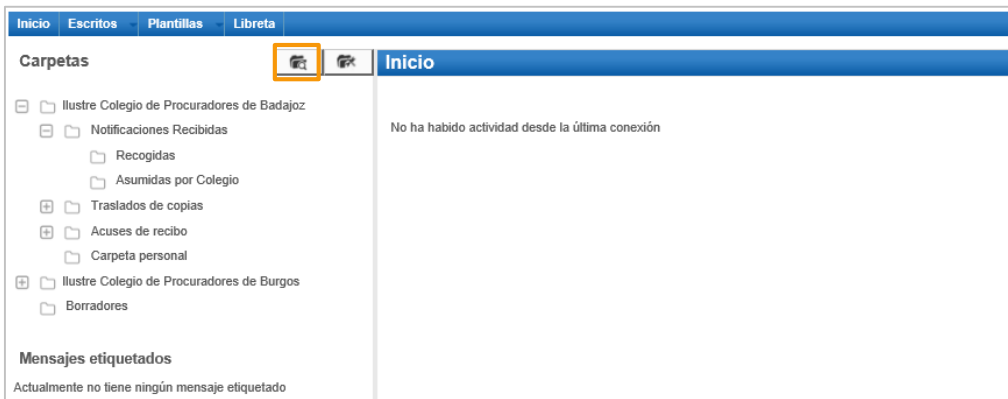 Inicio Escritos Plantillas Libreta
Carpetas
Inicio
Ilustre Colegio de Procuradores de Badajoz
No ha habido actividad desde la última conexión
Notificaciones Recibidas
Recogidas
Asumidas por Colegio
Traslados de copias
Acuses de recibo
Carpeta personal
Ilustre Colegio de Procuradores de Burgos
Borradores
Mensajes etiquetados
Actualmente no tiene ningún mensaje etiquetado